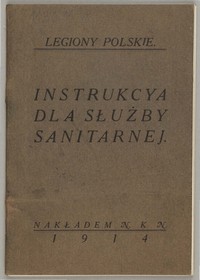 LEGIONY POLSKIE.
INSTRUKCYA
DLA SŁUŻBY
SANITARNEJ.
NAKŁADEM N K N
1914